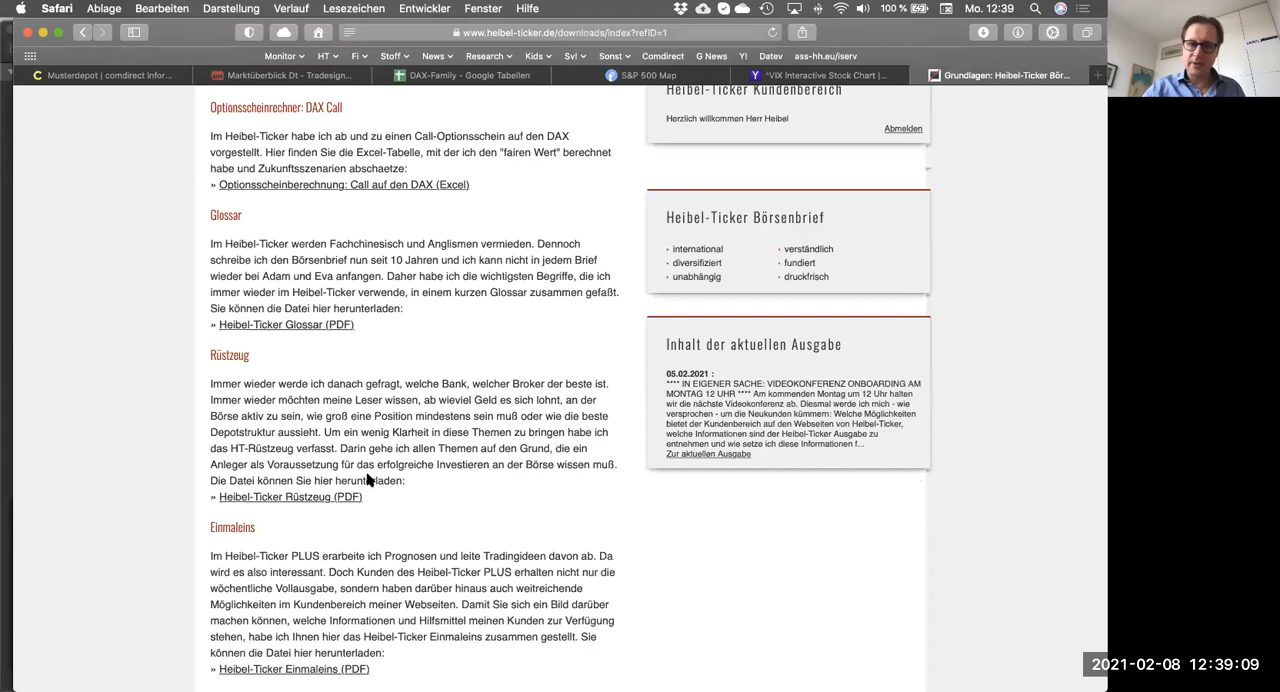 Safari Ablage Bearbeiten Darstellung Verlauf Lesezeichen Entwickler Fenster Hilfe
100 % Mo. 12:39
www.heibel-ticker.de/downloads/index?refID=1
Monitor HT Fi Stoff News Research Kids Sv! Sonst Comdirect G News Y! Datev ass-hh.eu/iserv
Musterdepot | comdirect Infor... Marktüberblick Dt - Tradesign... DAX-Family - Google Tabellen S&P 500 Map ^VIX Interactive Stock Chart |... Grundlagen: Heibel-Ticker Bör...
Optionsscheinrechner: DAX Call
Im Heibel-Ticker habe ich ab und zu einen Call-Optionsschein auf den DAX
vorgestellt. Hier finden Sie die Excel-Tabelle, mit der ich den "fairen Wert" berechnet
habe und Zukunftsszenarien abschaetze:
» Optionsscheinberechnung: Call auf den DAX (Excel)
Glossar
Im Heibel-Ticker werden Fachchinesisch und Anglismen vermieden. Dennoch
schreibe ich den Börsenbrief nun seit 10 Jahren und ich kann nicht in jedem Brief
wieder bei Adam und Eva anfangen. Daher habe ich die wichtigsten Begriffe, die ich
immer wieder im Heibel-Ticker verwende, in einem kurzen Glossar zusammen gefaßt.
Sie können die Datei hier herunterladen:
» Heibel-Ticker Glossar (PDF)
Rüstzeug
Immer wieder werde ich danach gefragt, welche Bank, welcher Broker der beste ist.
Immer wieder möchten meine Leser wissen, ab wieviel Geld es sich lohnt, an der
Börse aktiv zu sein, wie groß eine Position mindestens sein muß oder wie die beste
Depotstruktur aussieht. Um ein wenig Klarheit in diese Themen zu bringen habe ich
das HT-Rüstzeug verfasst. Darin gehe ich allen Themen auf den Grund, die ein
Anleger als Voraussetzung für das erfolgreiche Investieren an der Börse wissen muß.
Die Datei können Sie hier herunterladen:
» Heibel-Ticker Rüstzeug (PDF)
Einmaleins
Im Heibel-Ticker PLUS erarbeite ich Prognosen und leite Tradingideen davon ab. Da
wird es also interessant. Doch Kunden des Heibel-Ticker PLUS erhalten nicht nur die
wöchentliche Vollausgabe, sondern haben darüber hinaus auch weitreichende
Möglichkeiten im Kundenbereich meiner Webseiten. Damit Sie sich ein Bild darüber
machen können, welche Informationen und Hilfsmittel meinen Kunden zur Verfügung
stehen, habe ich Ihnen hier das Heibel-Ticker Einmaleins zusammen gestellt. Sie
können die Datei hier herunterladen:
» Heibel-Ticker Einmaleins (PDF)
Heibel-Ticker Kundenbereich
Herzlich willkommen Herr Heibel
Abmelden
Heibel-Ticker Börsenbrief
international verständlich
diversifiziert fundiert
unabhängig druckfrisch
Inhalt der aktuellen Ausgabe
05.02.2021 :
**** IN EIGENER SACHE: VIDEOKONFERENZ ONBOARDING AM
MONTAG 12 UHR **** Am kommenden Montag um 12 Uhr halten
wir die nächste Videokonferenz ab. Diesmal werde ich mich - wie
versprochen - um die Neukunden kümmern: Welche Möglichkeiten
bietet der Kundenbereich auf den Webseiten von Heibel-Ticker,
welche Informationen sind der Heibel-Ticker Ausgabe zu
entnehmen und wie setze ich diese Informationen f...
Zur aktuellen Ausgabe
2021-02-08 12:39:09